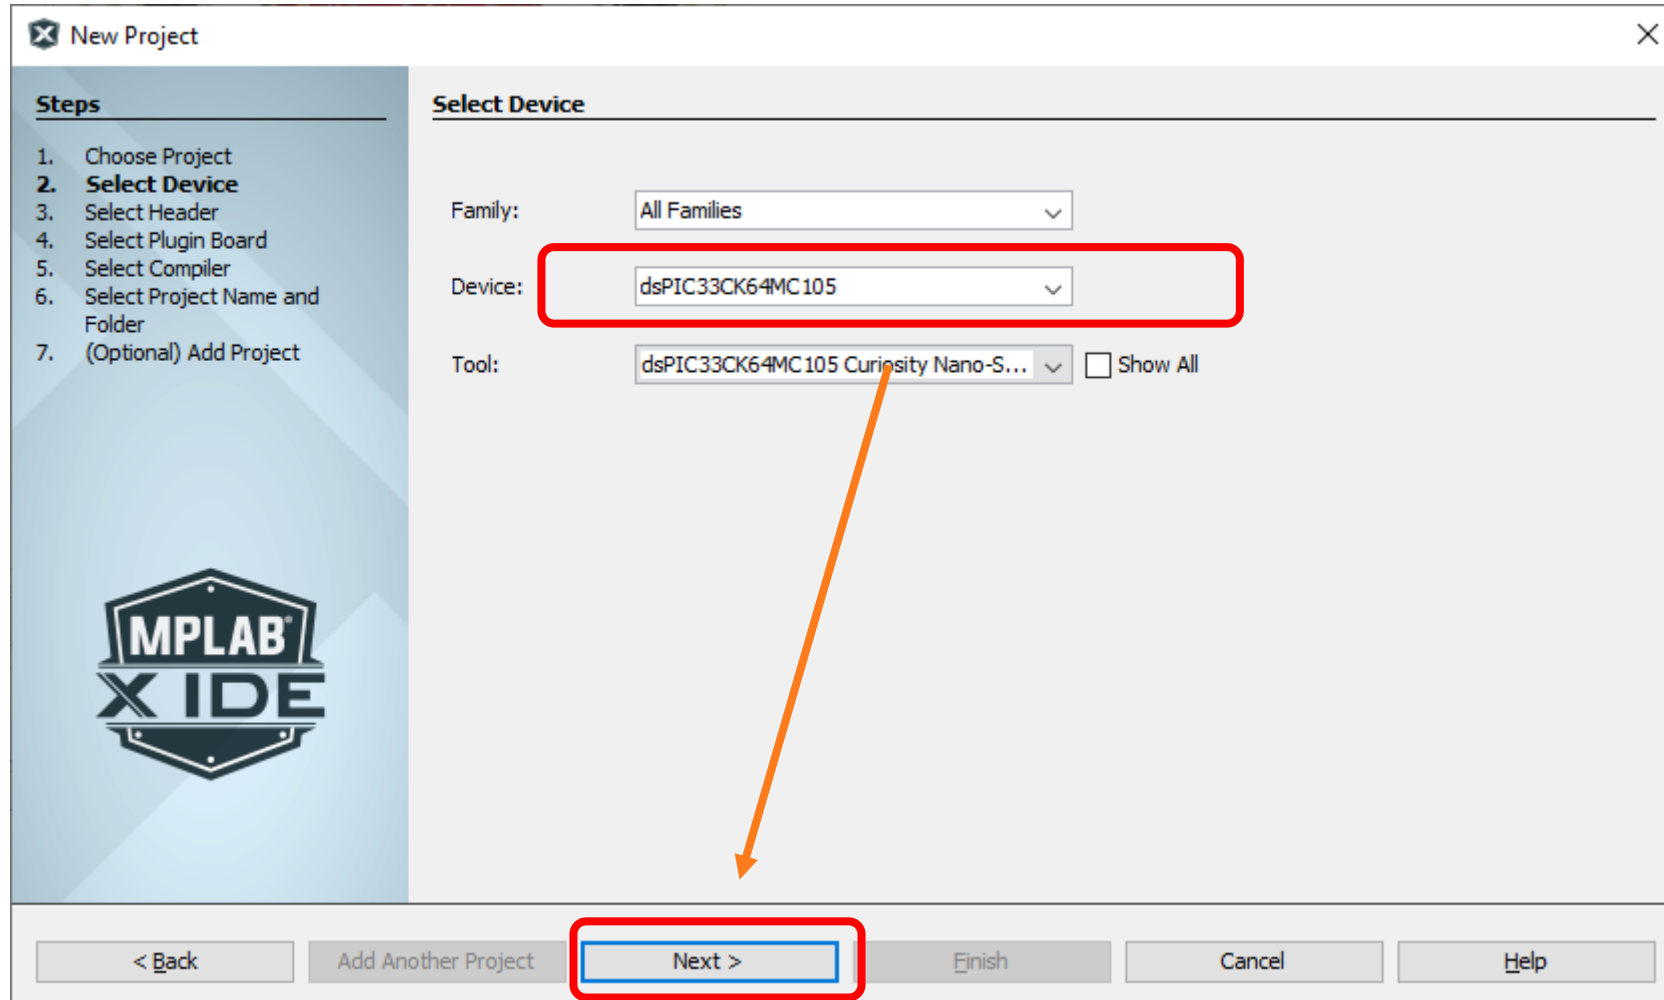 New Project
Steps
1. Choose Project
2. Select Device
3. Select Header
4. Select Plugin Board
5. Select Compiler
6. Select Project Name and
Folder
7. (Optional) Add Project
MPLAB®
X IDE
Select Device
Family: All Families
Device: dsPIC33CK64MC105
Tool: dsPIC33CK64MC105 Curiosity Nano-S... Show All
< Back Add Another Project Next > Finish Cancel Help